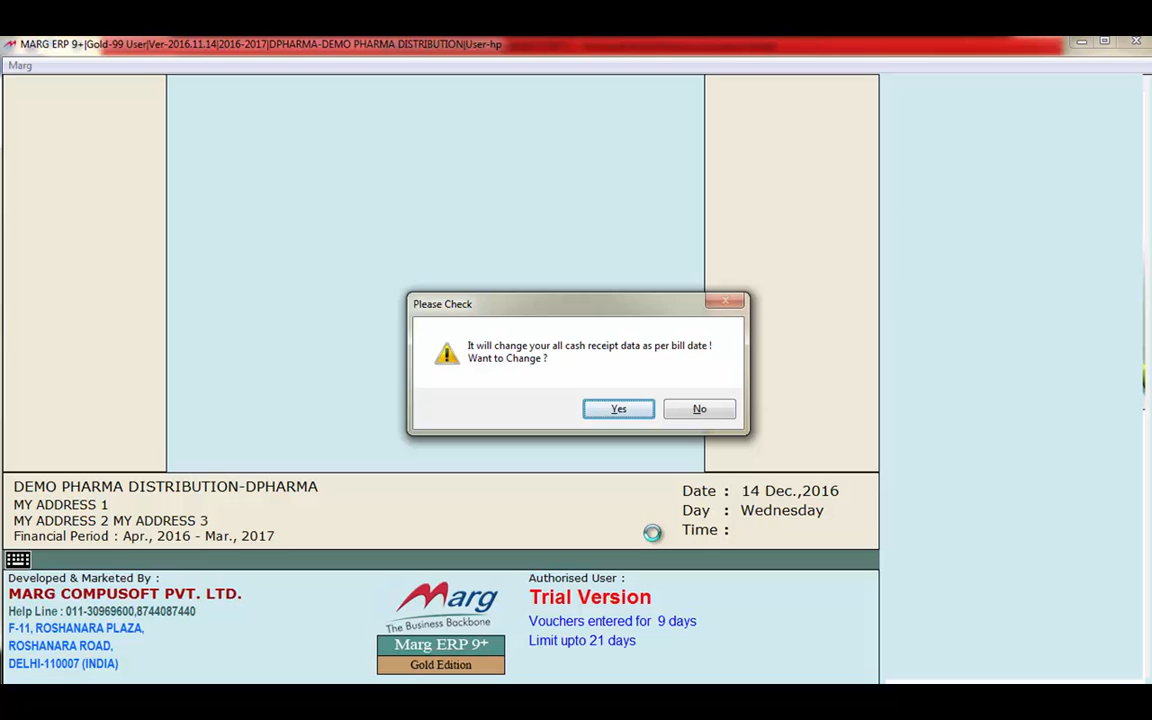 MARG ERP 9+|Gold-99 User|Ver-2016.11.14|2016-2017|DPHARMA-DEMO PHARMA DISTRIBUTION|User-hp
Marg
Please Check
It will change your all cash receipt data as per bill date !
Want to Change ?
Yes
No
DEMO PHARMA DISTRIBUTION-DPHARMA
MY ADDRESS 1
MY ADDRESS 2 MY ADDRESS 3
Financial Period : Apr., 2016 - Mar., 2017
Date : 14 Dec.,2016
Day : Wednesday
Time :
Developed & Marketed By :
MARG COMPUSOFT PVT. LTD.
Help Line : 011-30969600,8744087440
F-11, ROSHANARA PLAZA,
ROSHANARA ROAD,
DELHI-110007 (INDIA)
Marg
The Business Backbone
Marg ERP 9+
Gold Edition
Authorised User :
Trial Version
Vouchers entered for 9 days
Limit upto 21 days